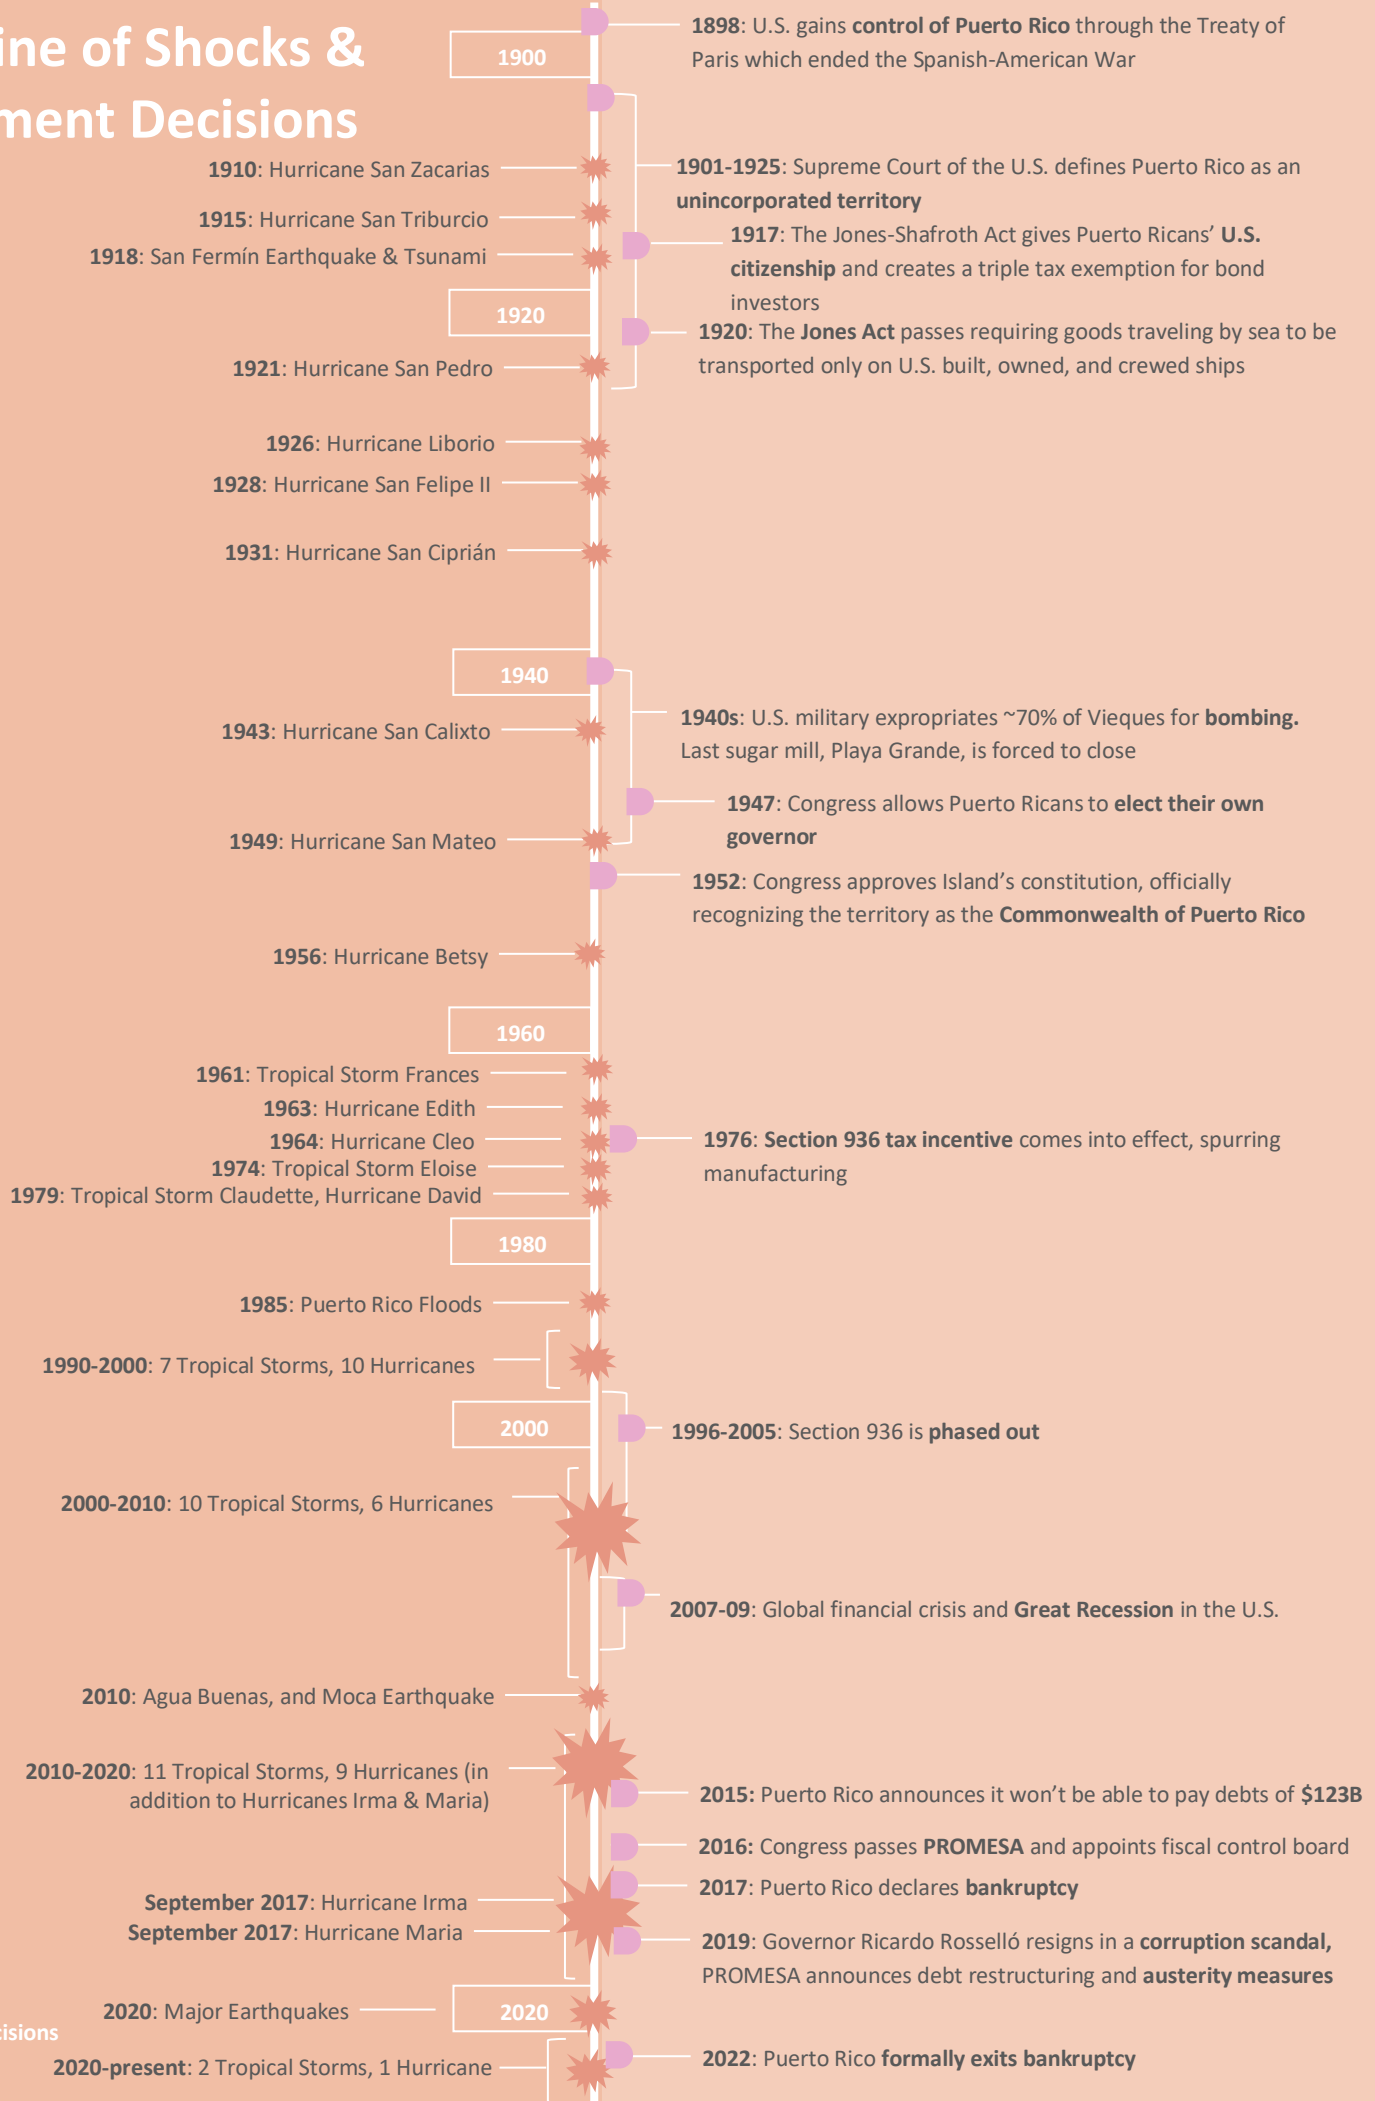 ine of Shocks &
ment Decisions
1898: U.S. gains control of Puerto Rico through the Treaty of
Paris which ended the Spanish-American War
1900
1910: Hurricane San Zacarias
1901-1925: Supreme Court of the U.S. defines Puerto Rico as an
unincorporated territory
1915: Hurricane San Triburcio
1917: The Jones-Shafroth Act gives Puerto Ricans’ U.S.
citizenship and creates a triple tax exemption for bond
investors
1918: San Fermín Earthquake & Tsunami
1920
1920: The Jones Act passes requiring goods traveling by sea to be
transported only on U.S. built, owned, and crewed ships
1921: Hurricane San Pedro
1926: Hurricane Liborio
1928: Hurricane San Felipe II
1931: Hurricane San Ciprián
1940
1940s: U.S. military expropriates ~70% of Vieques for bombing.
Last sugar mill, Playa Grande, is forced to close
1943: Hurricane San Calixto
1947: Congress allows Puerto Ricans to elect their own
governor
1949: Hurricane San Mateo
1952: Congress approves Island’s constitution, officially
recognizing the territory as the Commonwealth of Puerto Rico
1956: Hurricane Betsy
1960
1961: Tropical Storm Frances
1963: Hurricane Edith
1964: Hurricane Cleo
1976: Section 936 tax incentive comes into effect, spurring
manufacturing
1974: Tropical Storm Eloise
1979: Tropical Storm Claudette, Hurricane David
1980
1985: Puerto Rico Floods
1990-2000: 7 Tropical Storms, 10 Hurricanes
2000
1996-2005: Section 936 is phased out
2000-2010: 10 Tropical Storms, 6 Hurricanes
2007-09: Global financial crisis and Great Recession in the U.S.
2010: Agua Buenas, and Moca Earthquake
2010-2020: 11 Tropical Storms, 9 Hurricanes (in
addition to Hurricanes Irma & Maria)
2015: Puerto Rico announces it won’t be able to pay debts of $123B
2016: Congress passes PROMESA and appoints fiscal control board
2017: Puerto Rico declares bankruptcy
September 2017: Hurricane Irma
September 2017: Hurricane Maria
2019: Governor Ricardo Rosselló resigns in a corruption scandal,
PROMESA announces debt restructuring and austerity measures
2020: Major Earthquakes
2020
cisions
2020-present: 2 Tropical Storms, 1 Hurricane
2022: Puerto Rico formally exits bankruptcy